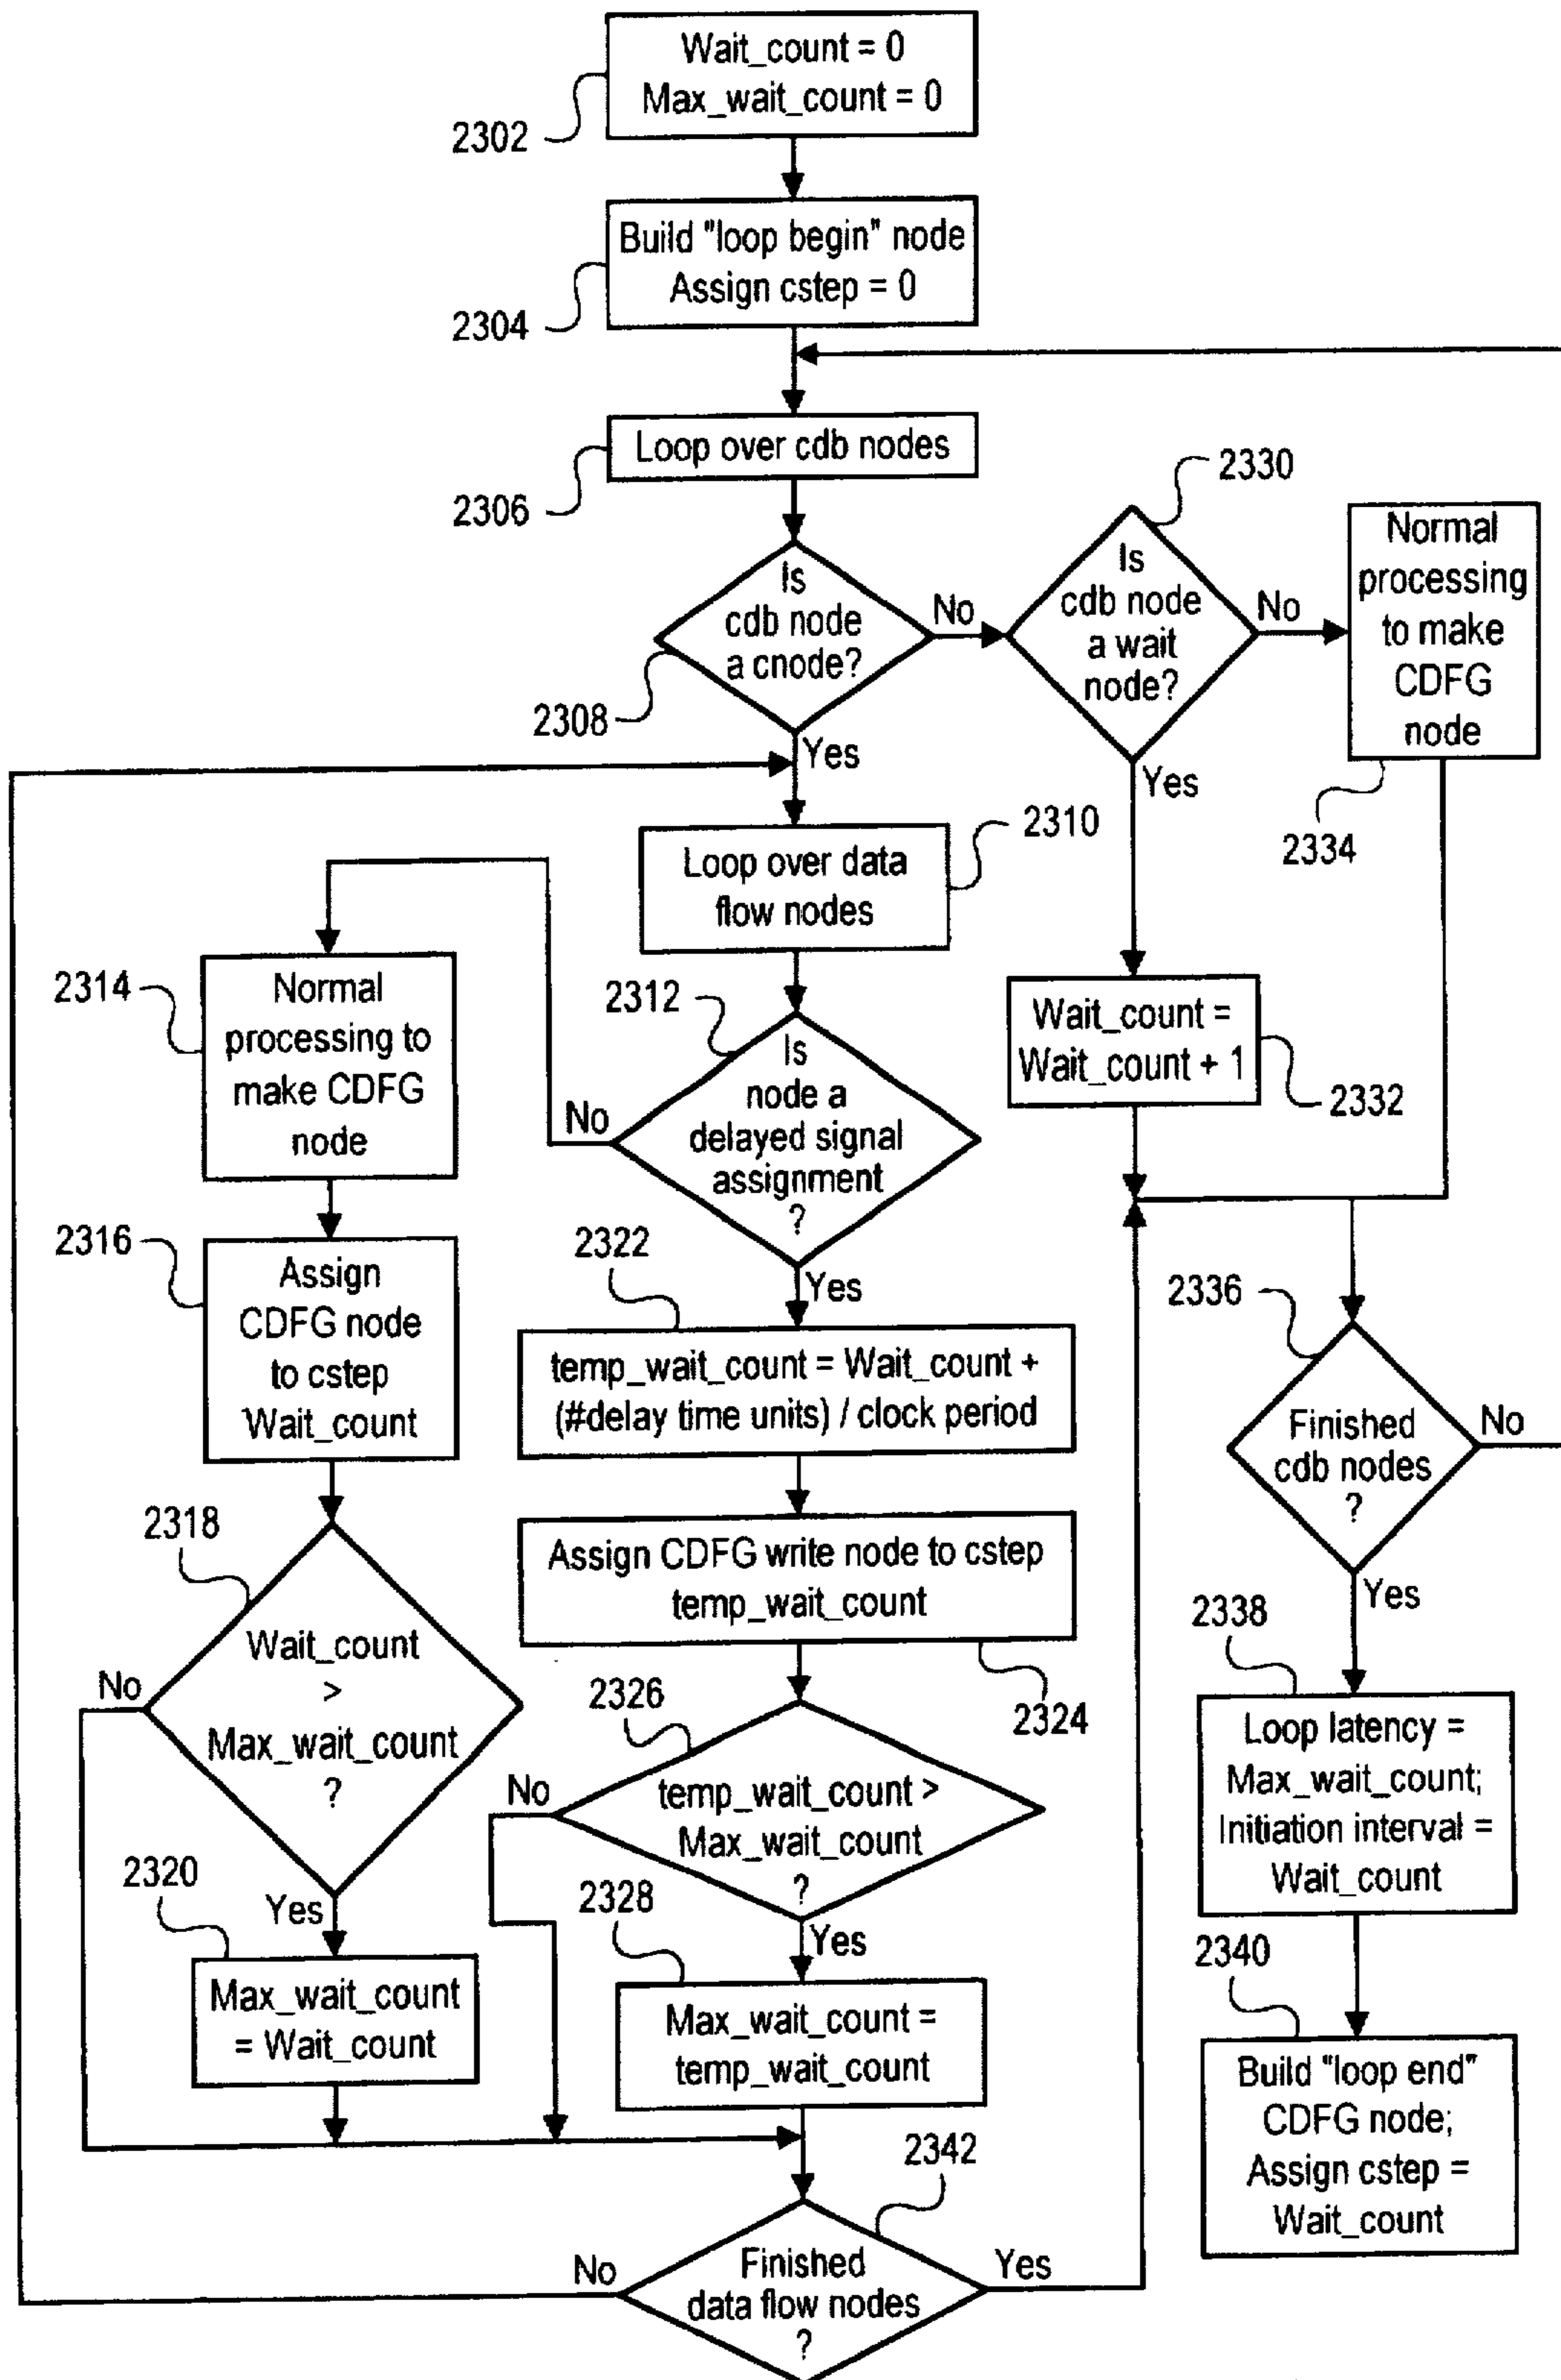 Wait_count = 0
Max_wait_count = 0
2302
Build "loop begin" node
Assign cstep = 0
2304
Loop over cdb nodes
2306
Is
cdb node
a cnode?
2308
No
Yes
2330
Is
cdb node
a wait
node?
No
Yes
Normal
processing
to make
CDFG
node
2334
Loop over data
flow nodes
2310
2314
Normal
processing to
make CDFG
node
2312
Is
node a
delayed signal
assignment
?
No
Yes
Wait_count =
Wait_count + 1
2332
2316
Assign
CDFG node
to cstep
Wait_count
2322
temp_wait_count = Wait_count +
(#delay time units) / clock period
2336
Finished
cdb nodes
?
No
Yes
2318
Wait_count
>
Max_wait_count
?
No
Yes
Assign CDFG write node to cstep
temp_wait_count
2324
2326
temp_wait_count >
Max_wait_count
?
No
Yes
2338
Loop latency =
Max_wait_count;
Initiation interval =
Wait_count
2320
Max_wait_count
= Wait_count
2328
Max_wait_count =
temp_wait_count
2340
Build "loop end"
CDFG node;
Assign cstep =
Wait_count
2342
Finished
data flow nodes
?
No
Yes